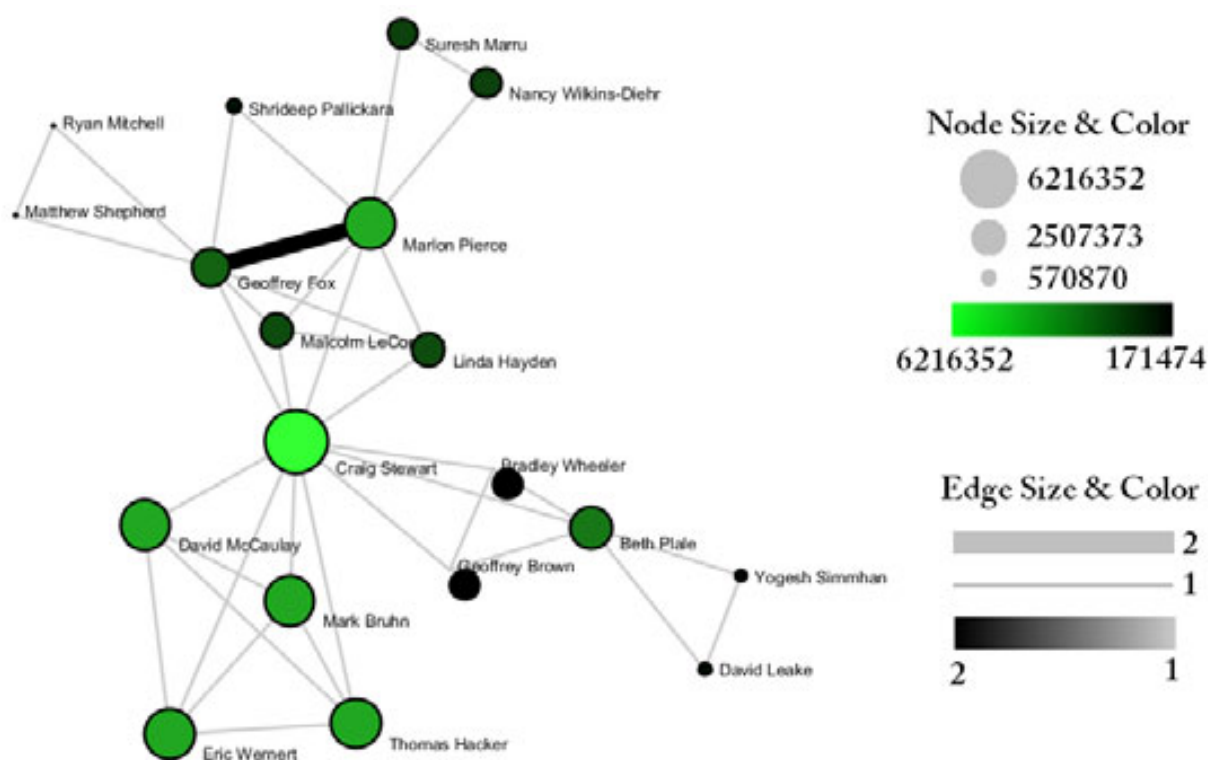 Suresh Marru
Nancy Wilkins-Diehr
Shrideep Pallickara
Ryan Mitchell
Matthew Shepherd
Marlon Pierce
Geoffrey Fox
Malcolm LeCo
Linda Hayden
Craig Stewart
Bradley Wheeler
David McCaulay
Beth Plale
Geoffrey Brown
Yogesh Simmhan
Mark Bruhn
David Leake
Thomas Hacker
Eric Wernert
Node Size & Color
6216352
2507373
570870
6216352 171474
Edge Size & Color
2
1
2 1